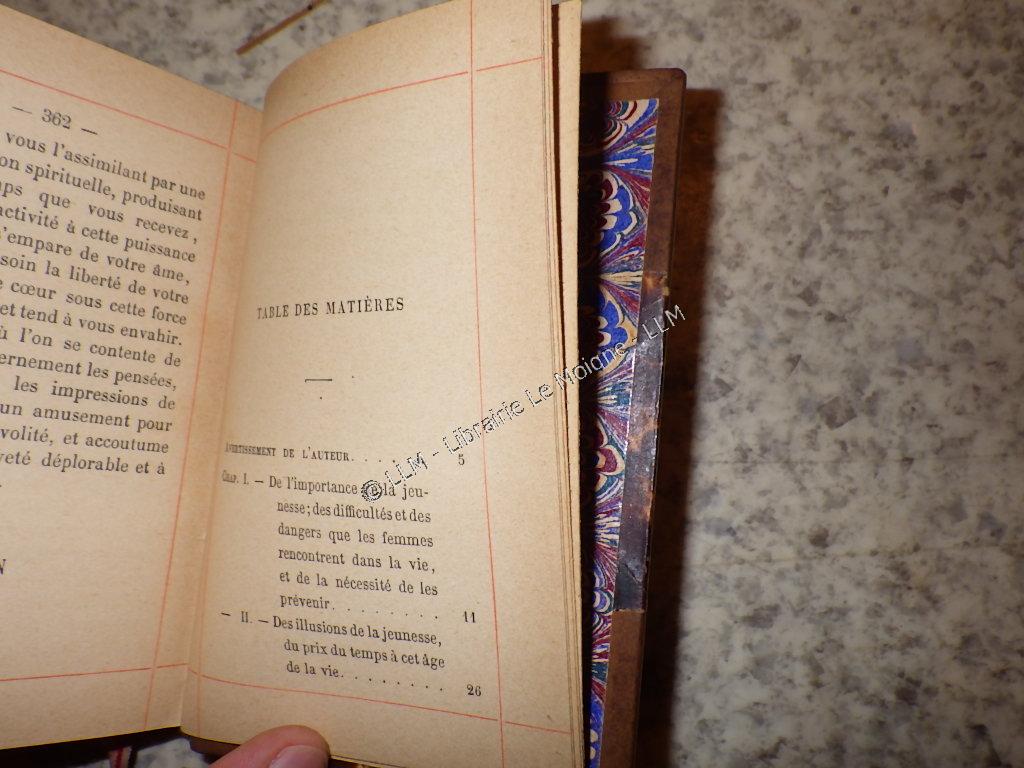 — 362 —
vous l'assimilant par une
on spirituelle, produisant
ps que vous recevez,
activité à cette puissance
s'empare de votre âme,
soin la liberté de votre
cœur sous cette force
et tend à vous envahir.
ù l'on se contente de
ernement les pensées,
les impressions de
un amusement pour
volité, et accoutume
veté déplorable et à
N
TABLE DES MATIÈRES
AVERTISSEMENT DE L'AUTEUR. . . . . . 5
CHAP. I. — De l'importance de la jeu-
nesse; des difficultés et des
dangers que les femmes
rencontrent dans la vie,
et de la nécessité de les
prévenir. . . . . . . . 11
— II. — Des illusions de la jeunesse,
du prix du temps à cet âge
de la vie. . . . . . . . 26
© LLM - Librairie Le Moigne - LLM